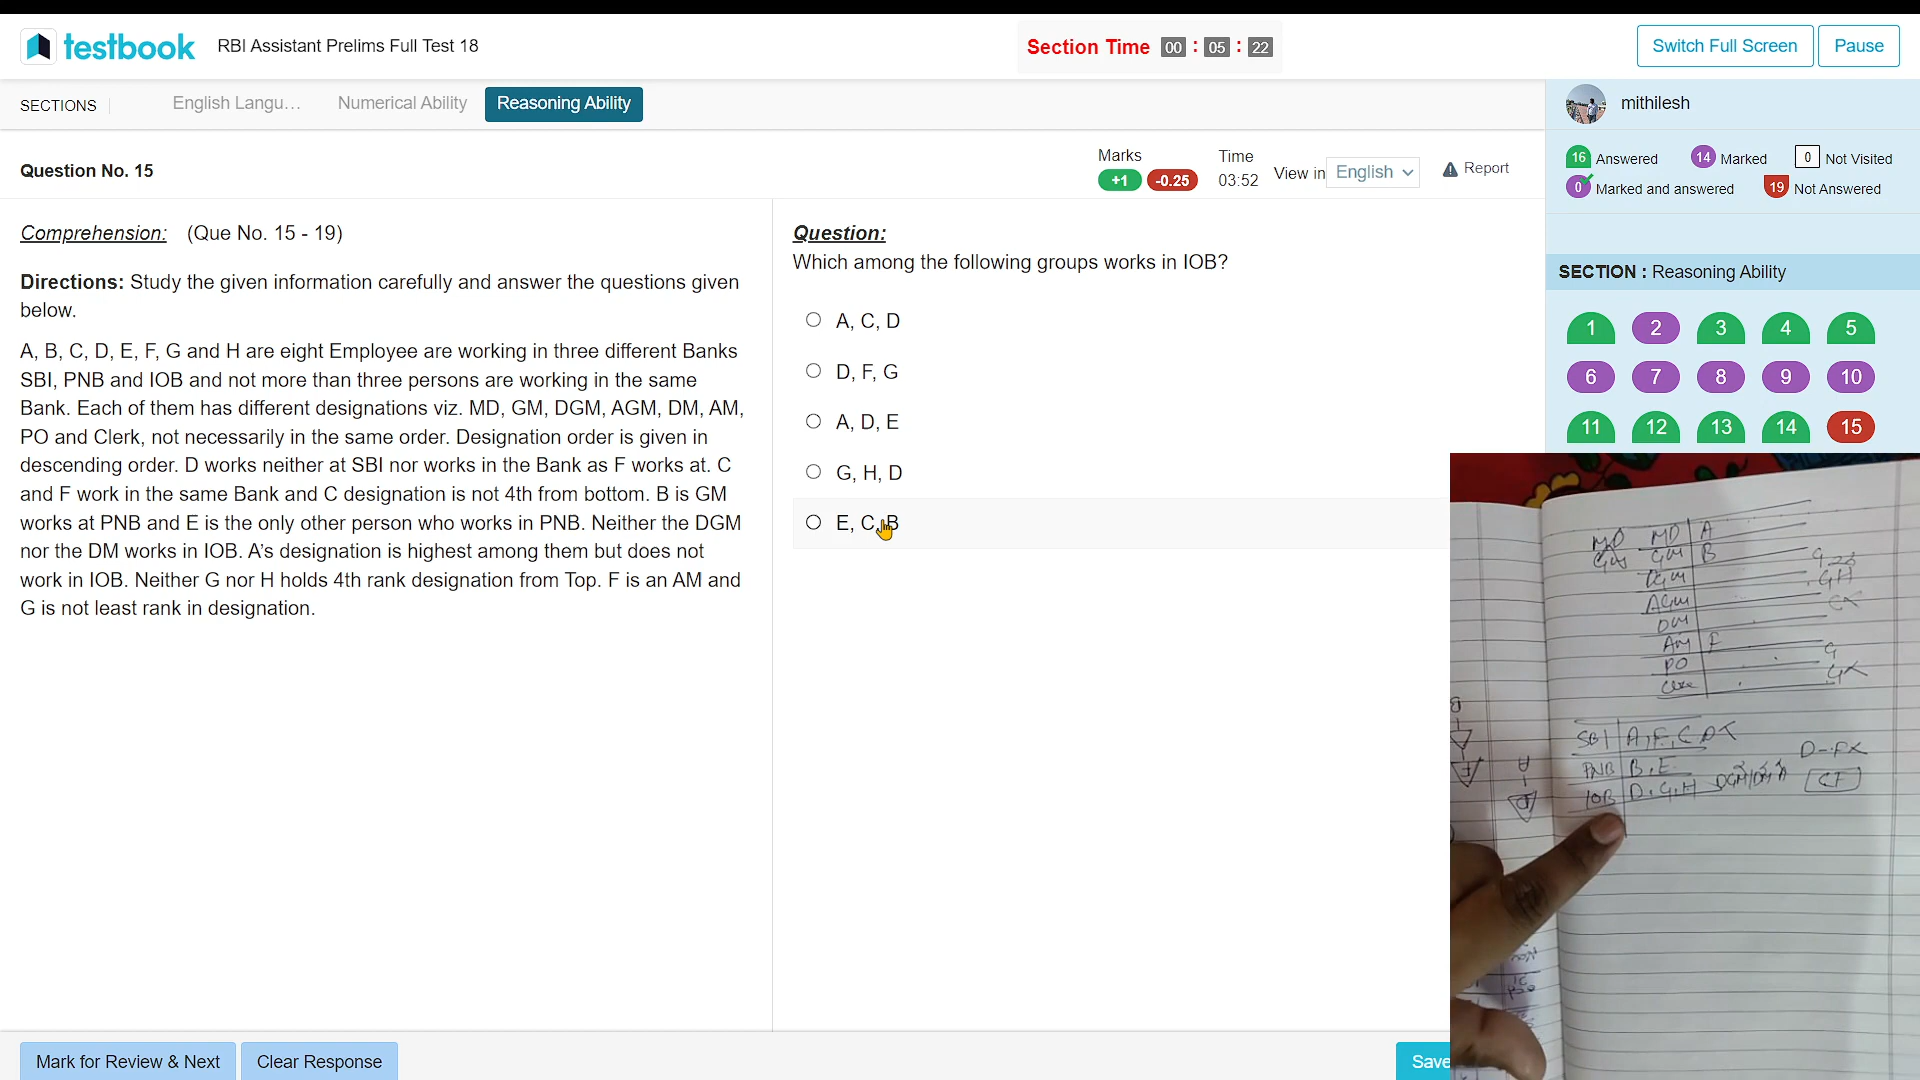 testbook
RBI Assistant Prelims Full Test 18
Section Time 00 : 05 : 22
Switch Full Screen
Pause
SECTIONS
English Langu...
Numerical Ability
Reasoning Ability
mithilesh
Question No. 15
Marks
+1 -0.25
Time
03:52
View in English
Report
16 Answered
14 Marked
0 Not Visited
0 Marked and answered
19 Not Answered
Comprehension: (Que No. 15 - 19)
Directions: Study the given information carefully and answer the questions given
below.
A, B, C, D, E, F, G and H are eight Employee are working in three different Banks
SBI, PNB and IOB and not more than three persons are working in the same
Bank. Each of them has different designations viz. MD, GM, DGM, AGM, DM, AM,
PO and Clerk, not necessarily in the same order. Designation order is given in
descending order. D works neither at SBI nor works in the Bank as F works at. C
and F work in the same Bank and C designation is not 4th from bottom. B is GM
works at PNB and E is the only other person who works in PNB. Neither the DGM
nor the DM works in IOB. A's designation is highest among them but does not
work in IOB. Neither G nor H holds 4th rank designation from Top. F is an AM and
G is not least rank in designation.
Question:
Which among the following groups works in IOB?
A, C, D
D, F, G
A, D, E
G, H, D
E, C, B
SECTION : Reasoning Ability
1 2 3 4 5
6 7 8 9 10
11 12 13 14 15
MD MD A
GM B
DGM
AGM
DM
AM F
PO
SBI A, F, C
PNB B, E
IOB D, G, H
CF
Mark for Review & Next
Clear Response
Save